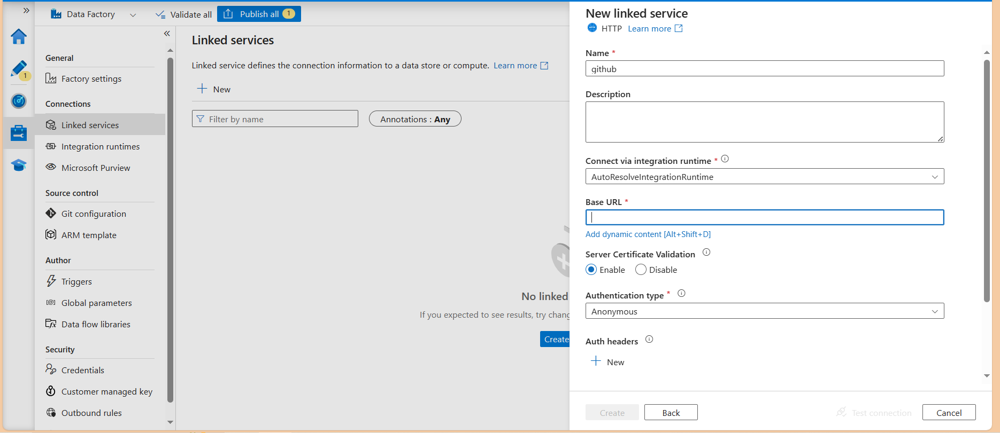 Data Factory
Validate all
Publish all 1
1
General
Factory settings
Connections
Linked services
Integration runtimes
Microsoft Purview
Source control
Git configuration
ARM template
Author
Triggers
Global parameters
Data flow libraries
Security
Credentials
Customer managed key
Outbound rules
Linked services
Linked service defines the connection information to a data store or compute. Learn more
New
Filter by name
Annotations : Any
No linked
If you expected to see results, try chang
Create
New linked service
HTTP HTTP Learn more
Name *
github
Description
Connect via integration runtime *
AutoResolveIntegrationRuntime
Base URL *
Add dynamic content [Alt+Shift+D]
Server Certificate Validation
Enable Disable
Authentication type *
Anonymous
Auth headers
New
Create Back Test connection Cancel